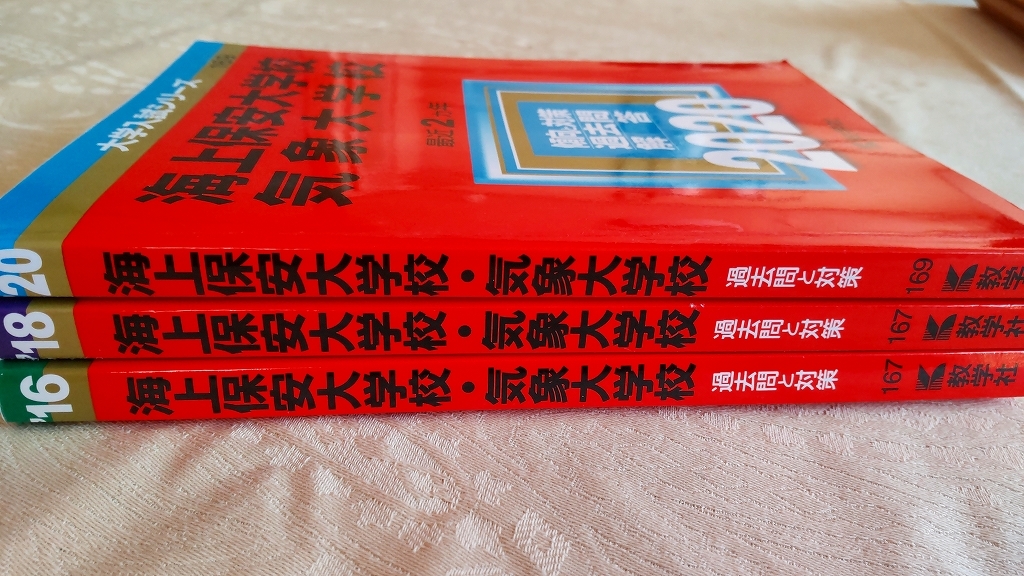 大学入試シリーズ
海上保安大学校
気象大学校
最近2カ年
2020
20
海上保安大学校・気象大学校
過去問と対策
169
教学
'18
海上保安大学校・気象大学校
過去問と対策
167
教学社
'16
海上保安大学校・気象大学校
過去問と対策
167
教学社